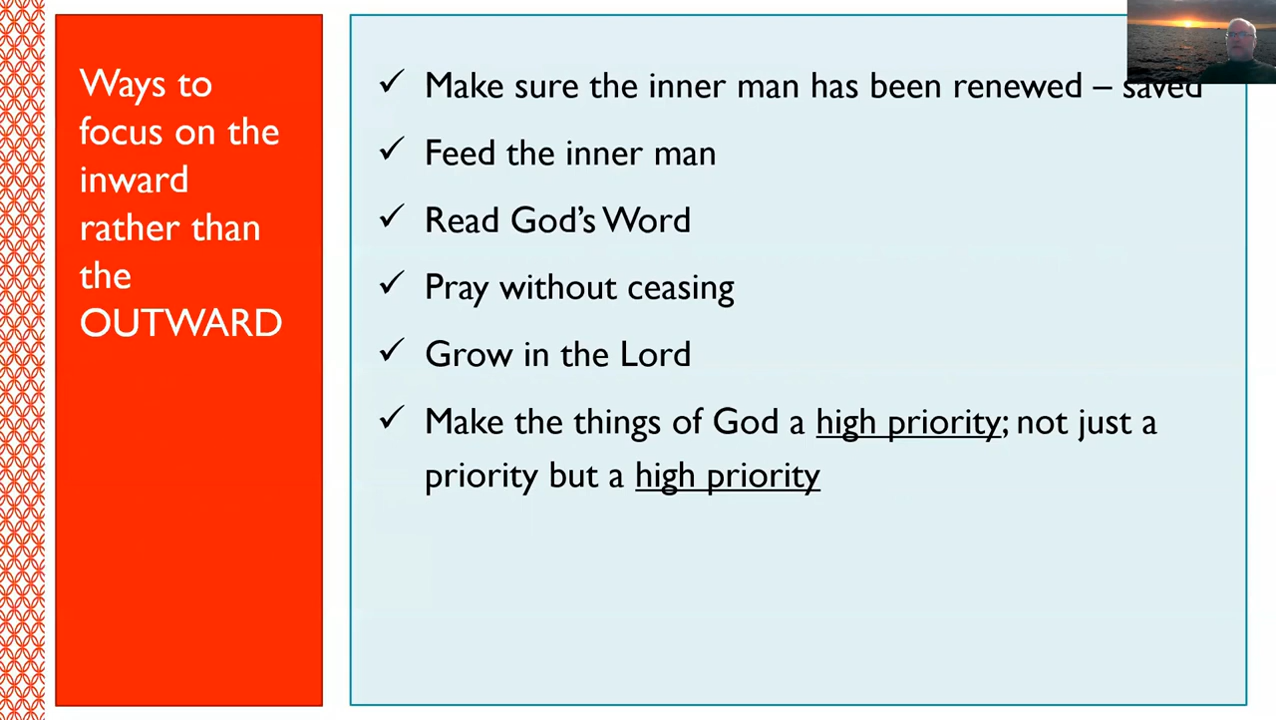 Ways to
focus on the
inward
rather than
the
OUTWARD
✓ Make sure the inner man has been renewed – saved
✓ Feed the inner man
✓ Read God's Word
✓ Pray without ceasing
✓ Grow in the Lord
✓ Make the things of God a high priority; not just a
priority but a high priority